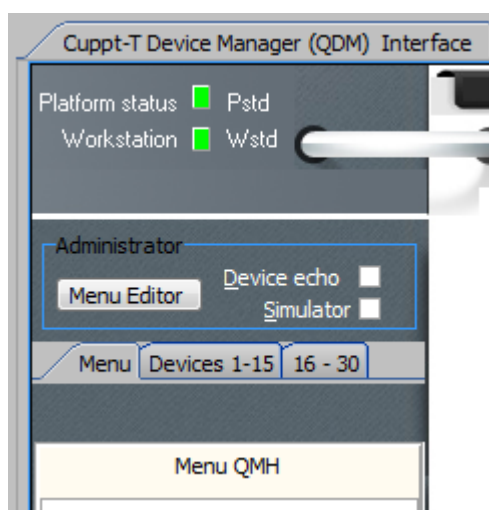 Cuppt-T Device Manager (QDM) Interface
Platform status Pstd
Workstation Wstd
Administrator
Menu Editor
Device echo
Simulator
Menu Devices 1-15 16 - 30
Menu QMH